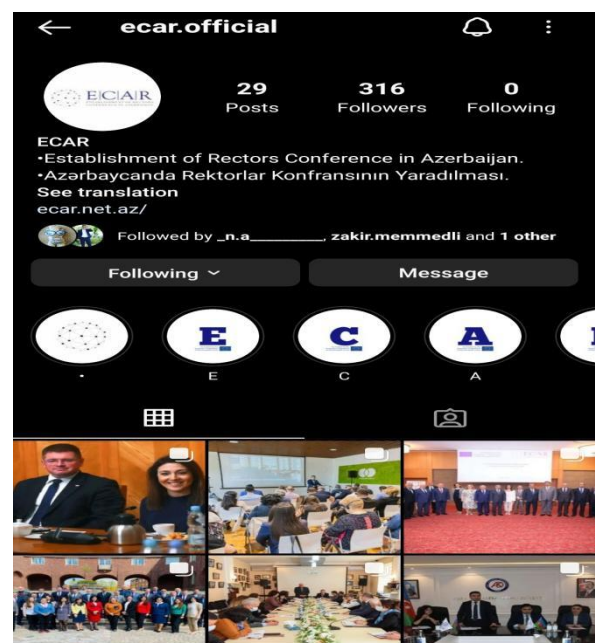 ecar.official
E|C|A|R
29 316 0
Posts Followers Following
ECAR
•Establishment of Rectors Conference in Azerbaijan.
•Azərbaycanda Rektorlar Konfransının Yaradılması.
See translation
ecar.net.az/
Followed by _n.a________, zakir.memmedli and 1 other
Following Message
E C A
• E C A